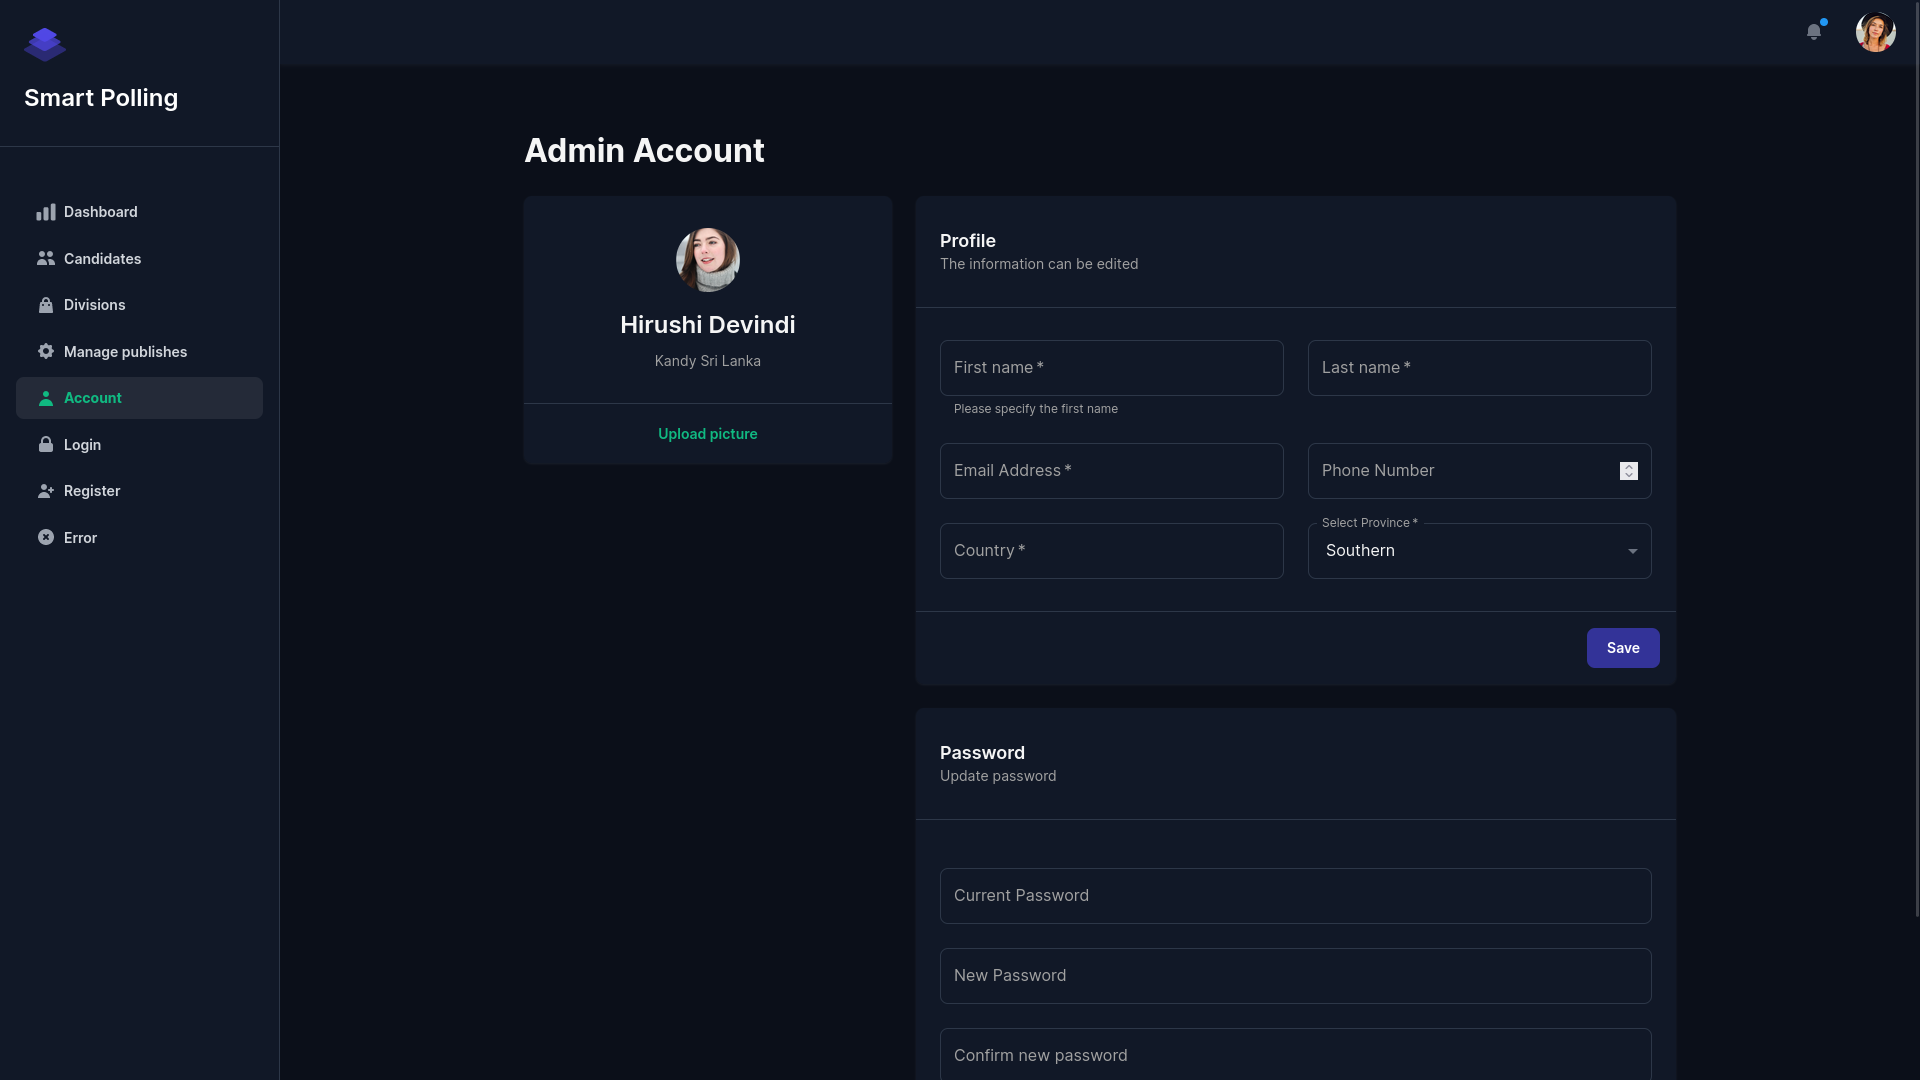 Smart Polling
Dashboard
Candidates
Divisions
Manage publishes
Account
Login
Register
Error
Admin Account
Hirushi Devindi
Kandy Sri Lanka
Upload picture
Profile
The information can be edited
First name *
Last name *
Please specify the first name
Email Address *
Phone Number
Country *
Select Province *
Southern
Save
Password
Update password
Current Password
New Password
Confirm new password